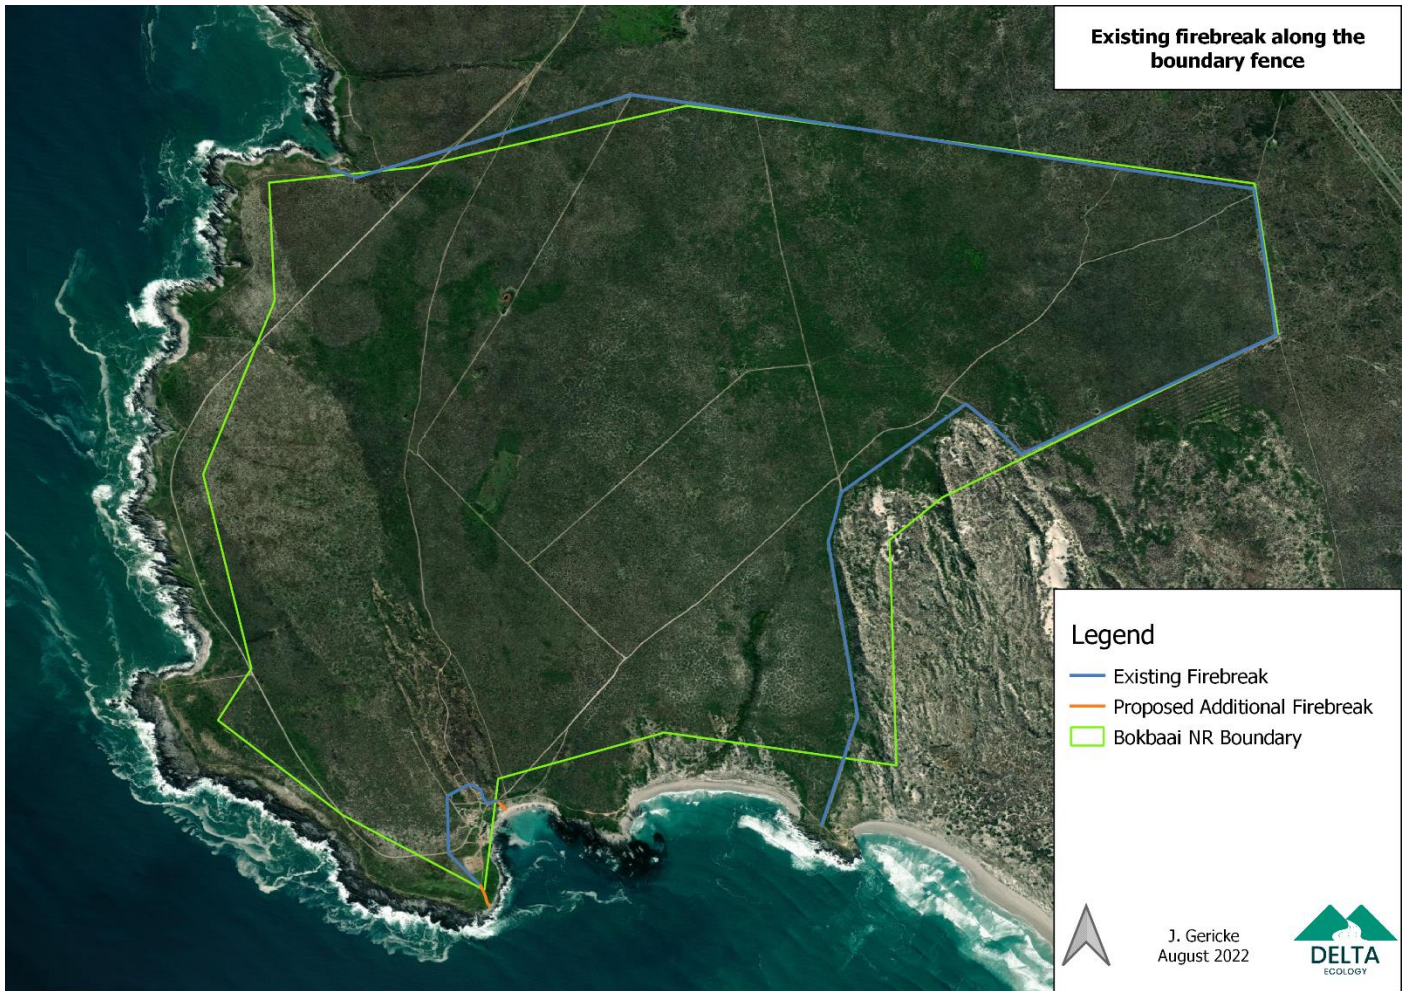 Existing firebreak along the
boundary fence
Legend
Existing Firebreak
Proposed Additional Firebreak
Bokbaai NR Boundary
J. Gericke
August 2022
DELTA
ECOLOGY